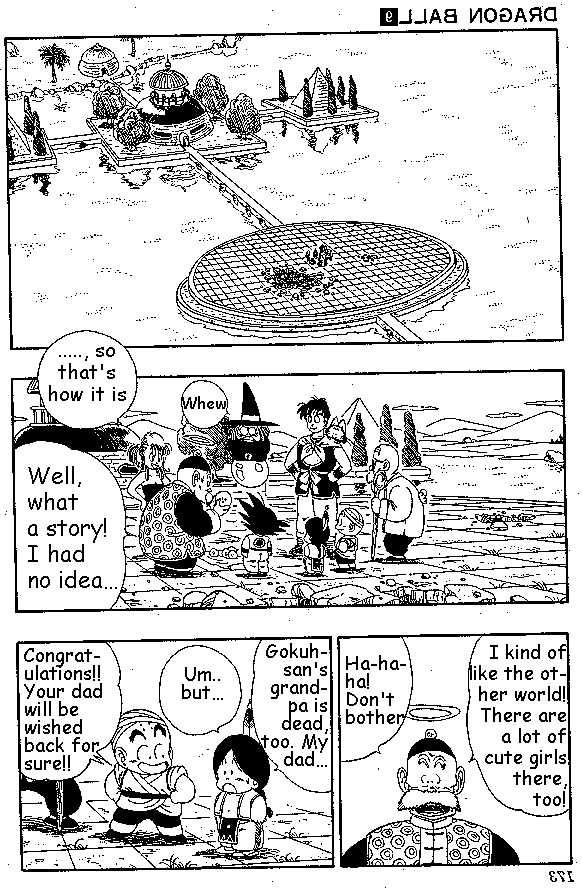 DRAGON BALL 9
....., so
that's
how it is
Well,
what
a story!
I had
no idea...
Whew
Congrat-
ulations!!
Your dad
will be
wished
back for
sure!!
Um..
but...
Gokuh-
san's
grand-
pa is
dead,
too. My
dad...
Ha-ha-
ha!
Don't
bother
I kind of
like the ot-
her world!
There are
a lot of
cute girls
there,
too!
173